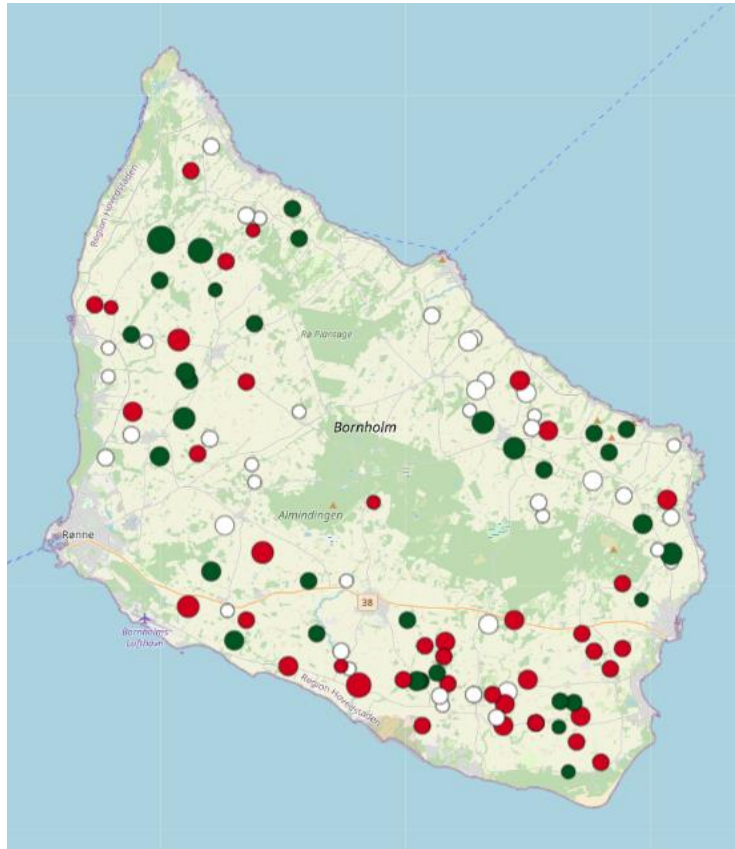 Region Hovedstaden
Rø Plantage
Bornholm
Almindingen
Rønne
38
Bornholms
Lufthavn
Region Hovedstaden